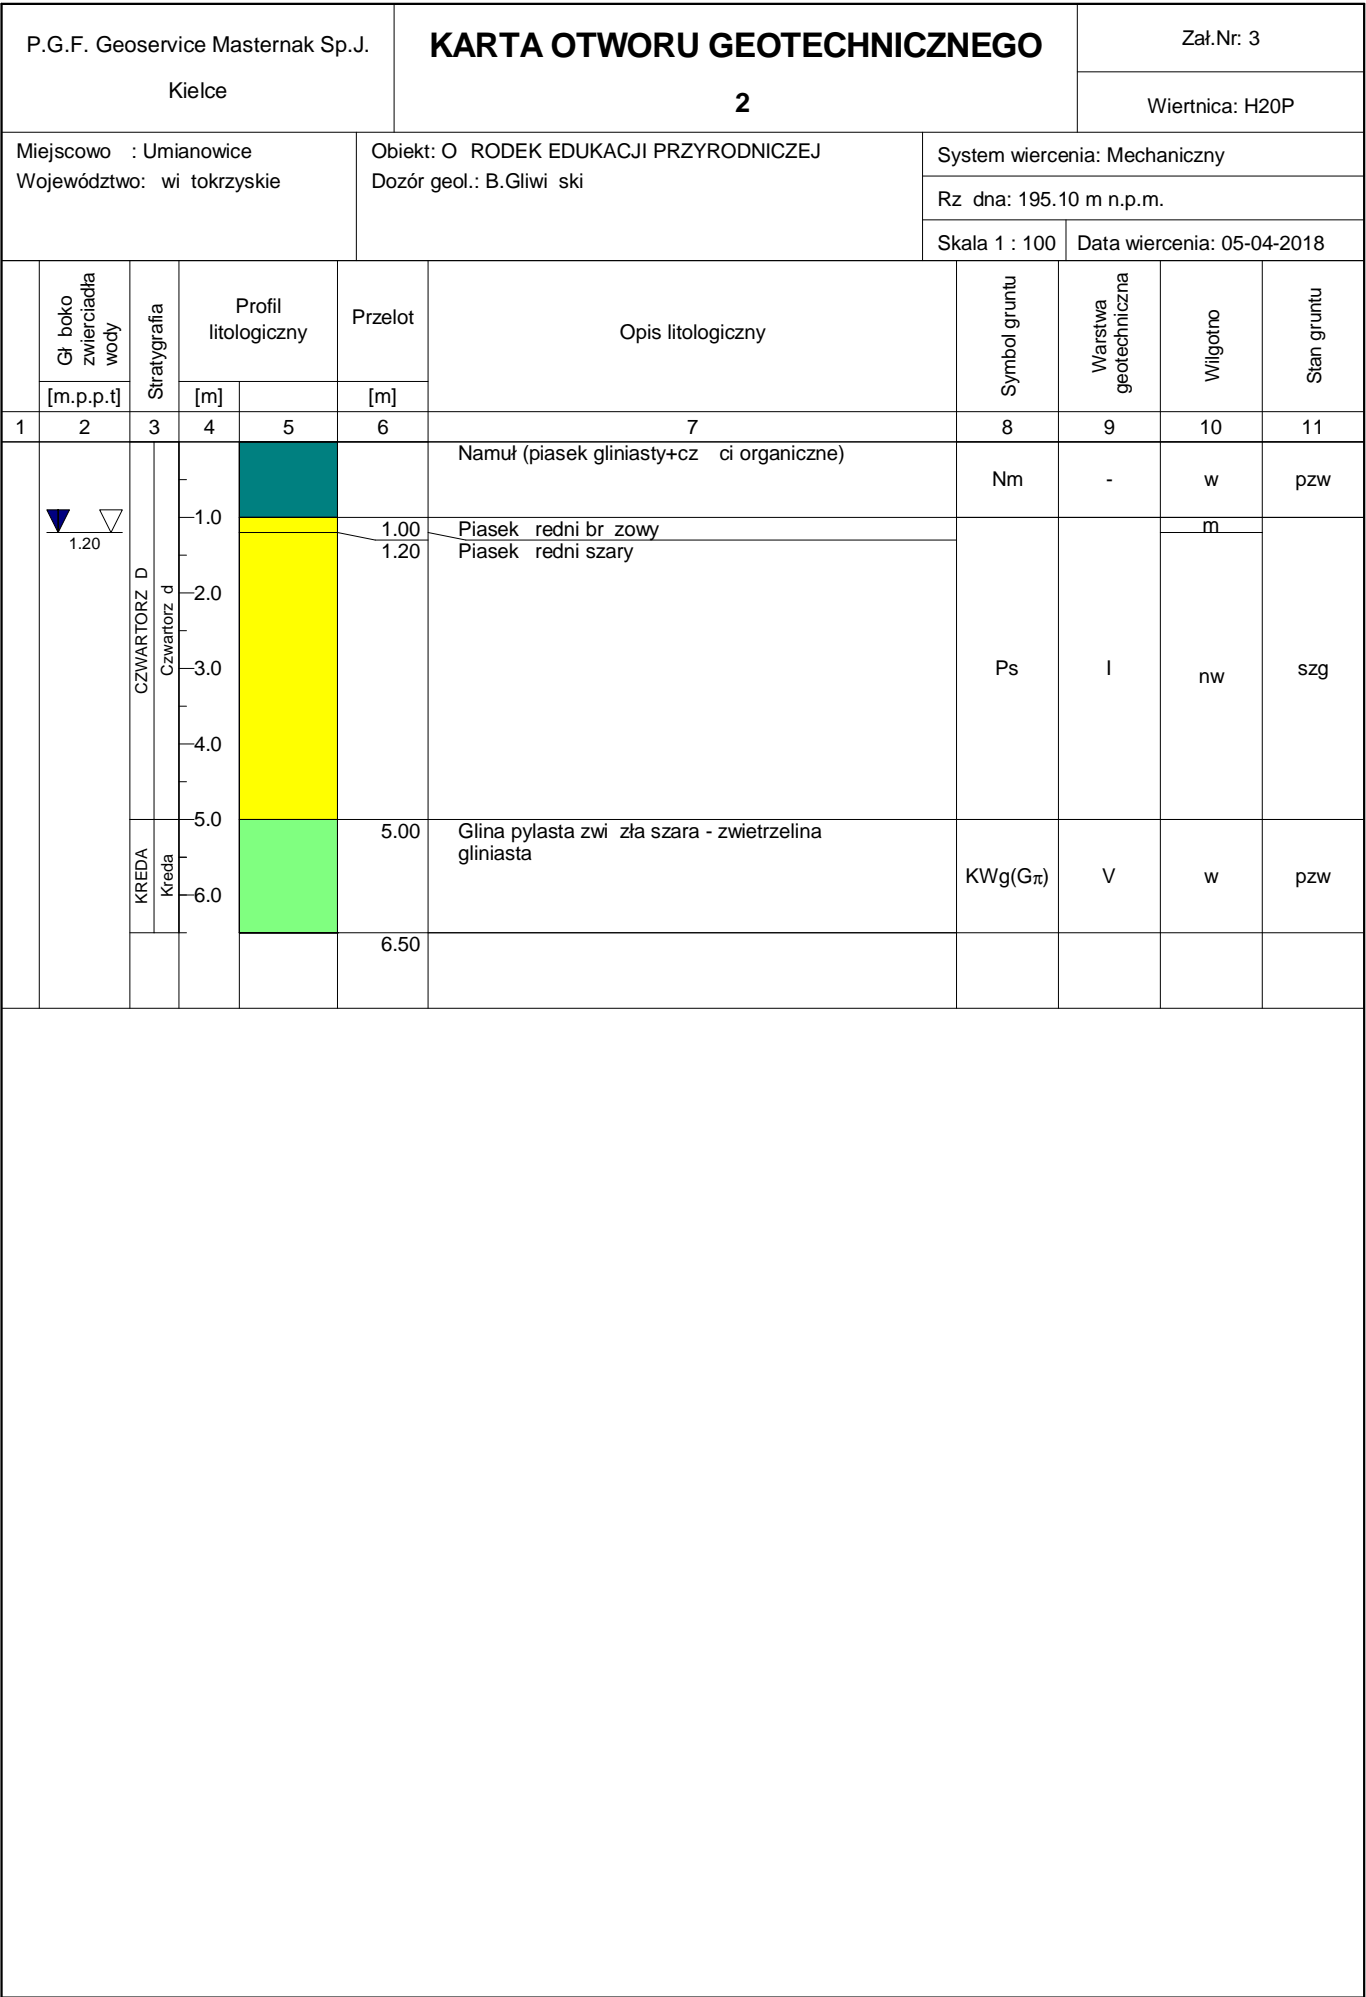 P.G.F. Geoservice Masternak Sp.J.
Kielce
KARTA OTWORU GEOTECHNICZNEGO
2
Zał.Nr: 3
Wiertnica: H20P
Miejscowo : Umianowice
Województwo: wi tokrzyskie
Obiekt: O RODEK EDUKACJI PRZYRODNICZEJ
Dozór geol.: B.Gliwi ski
System wiercenia: Mechaniczny
Rz dna: 195.10 m n.p.m.
Skala 1 : 100
Data wiercenia: 05-04-2018
Gł boko
zwierciadła
wody
[m.p.p.t]
Stratygrafia
Profil
litologiczny
[m]
Przelot
[m]
Opis litologiczny
Symbol gruntu
Warstwa
geotechniczna
Wilgotno
Stan gruntu
1 2 3 4 5 6 7 8 9 10 11
Namuł (piasek gliniasty+cz ci organiczne)
Nm - w pzw
1.0
1.20
1.00 Piasek redni br zowy
m
1.20 Piasek redni szary
CZWARTORZ D
Czwartorz d
2.0
3.0
4.0
Ps I nw szg
5.0
5.00 Glina pylasta zwi zła szara - zwietrzelina
gliniasta
KREDA
Kreda
6.0
KWg(Gπ) V w pzw
6.50